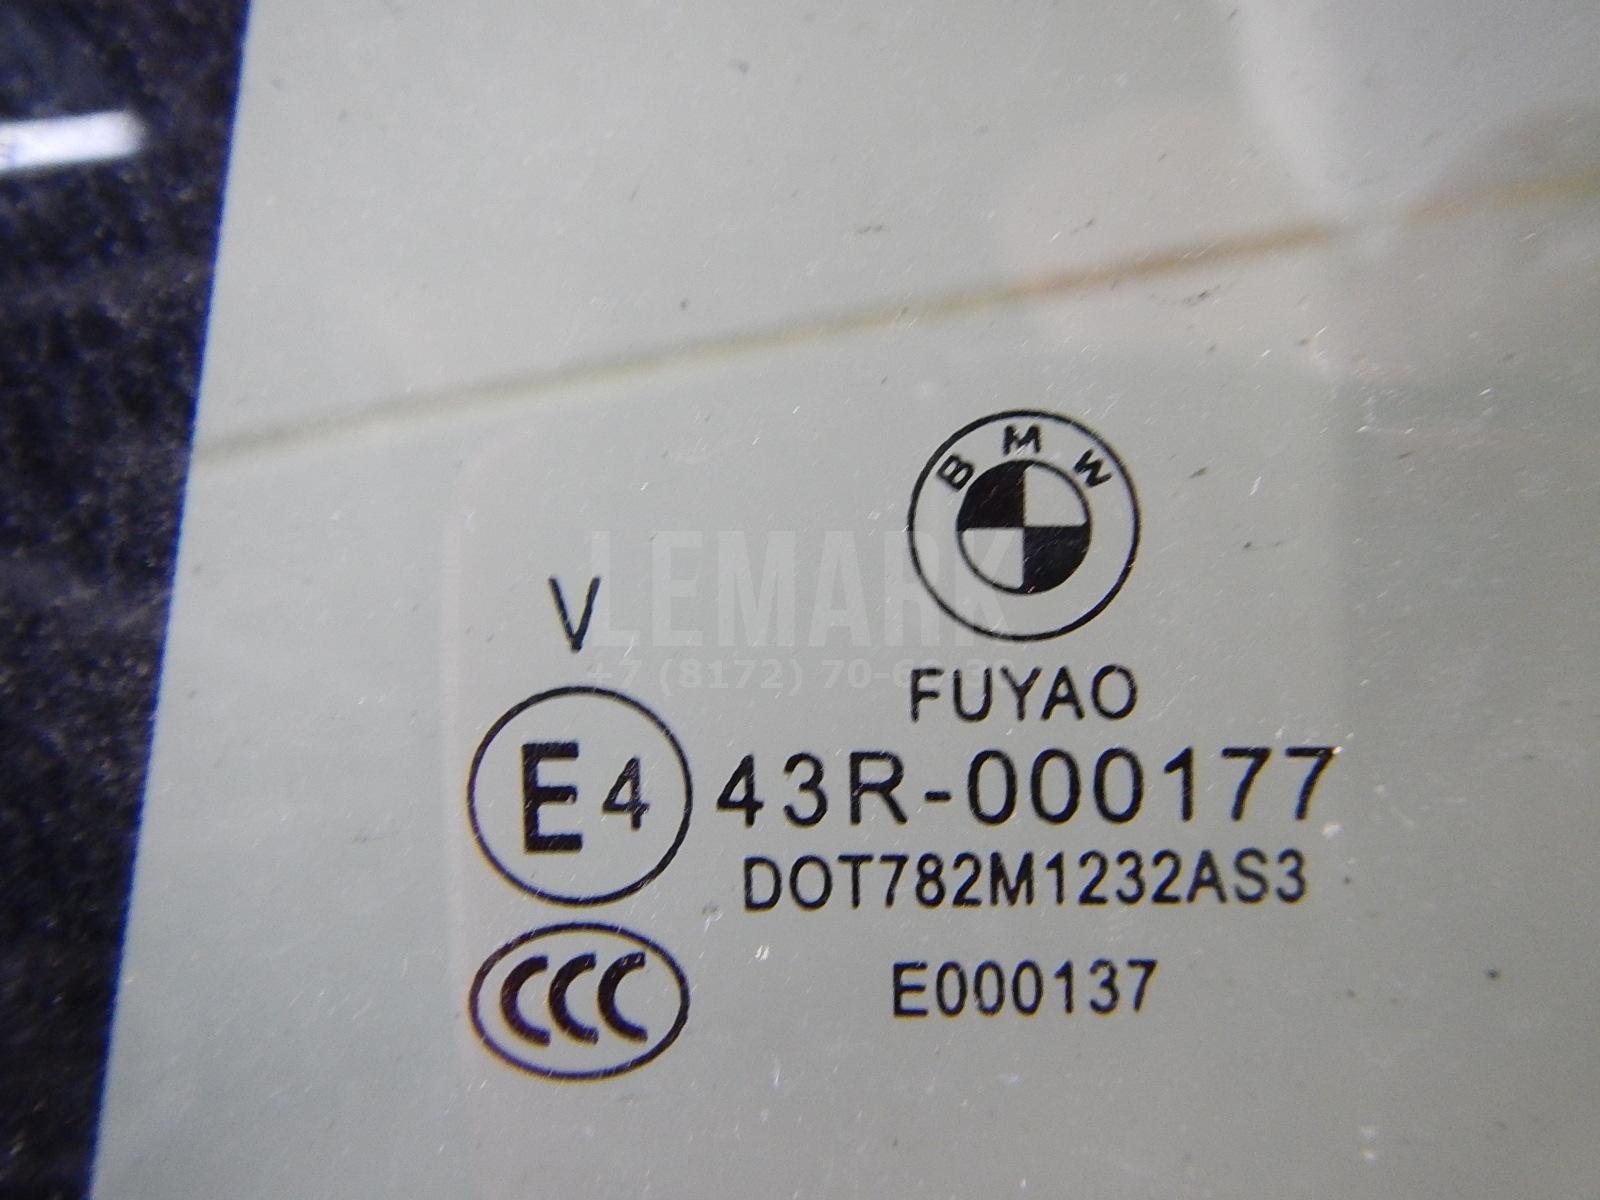 BMW
LEMARK
V
FUYAO
E4 43R-000177
DOT782M1232AS3
CCC E000137